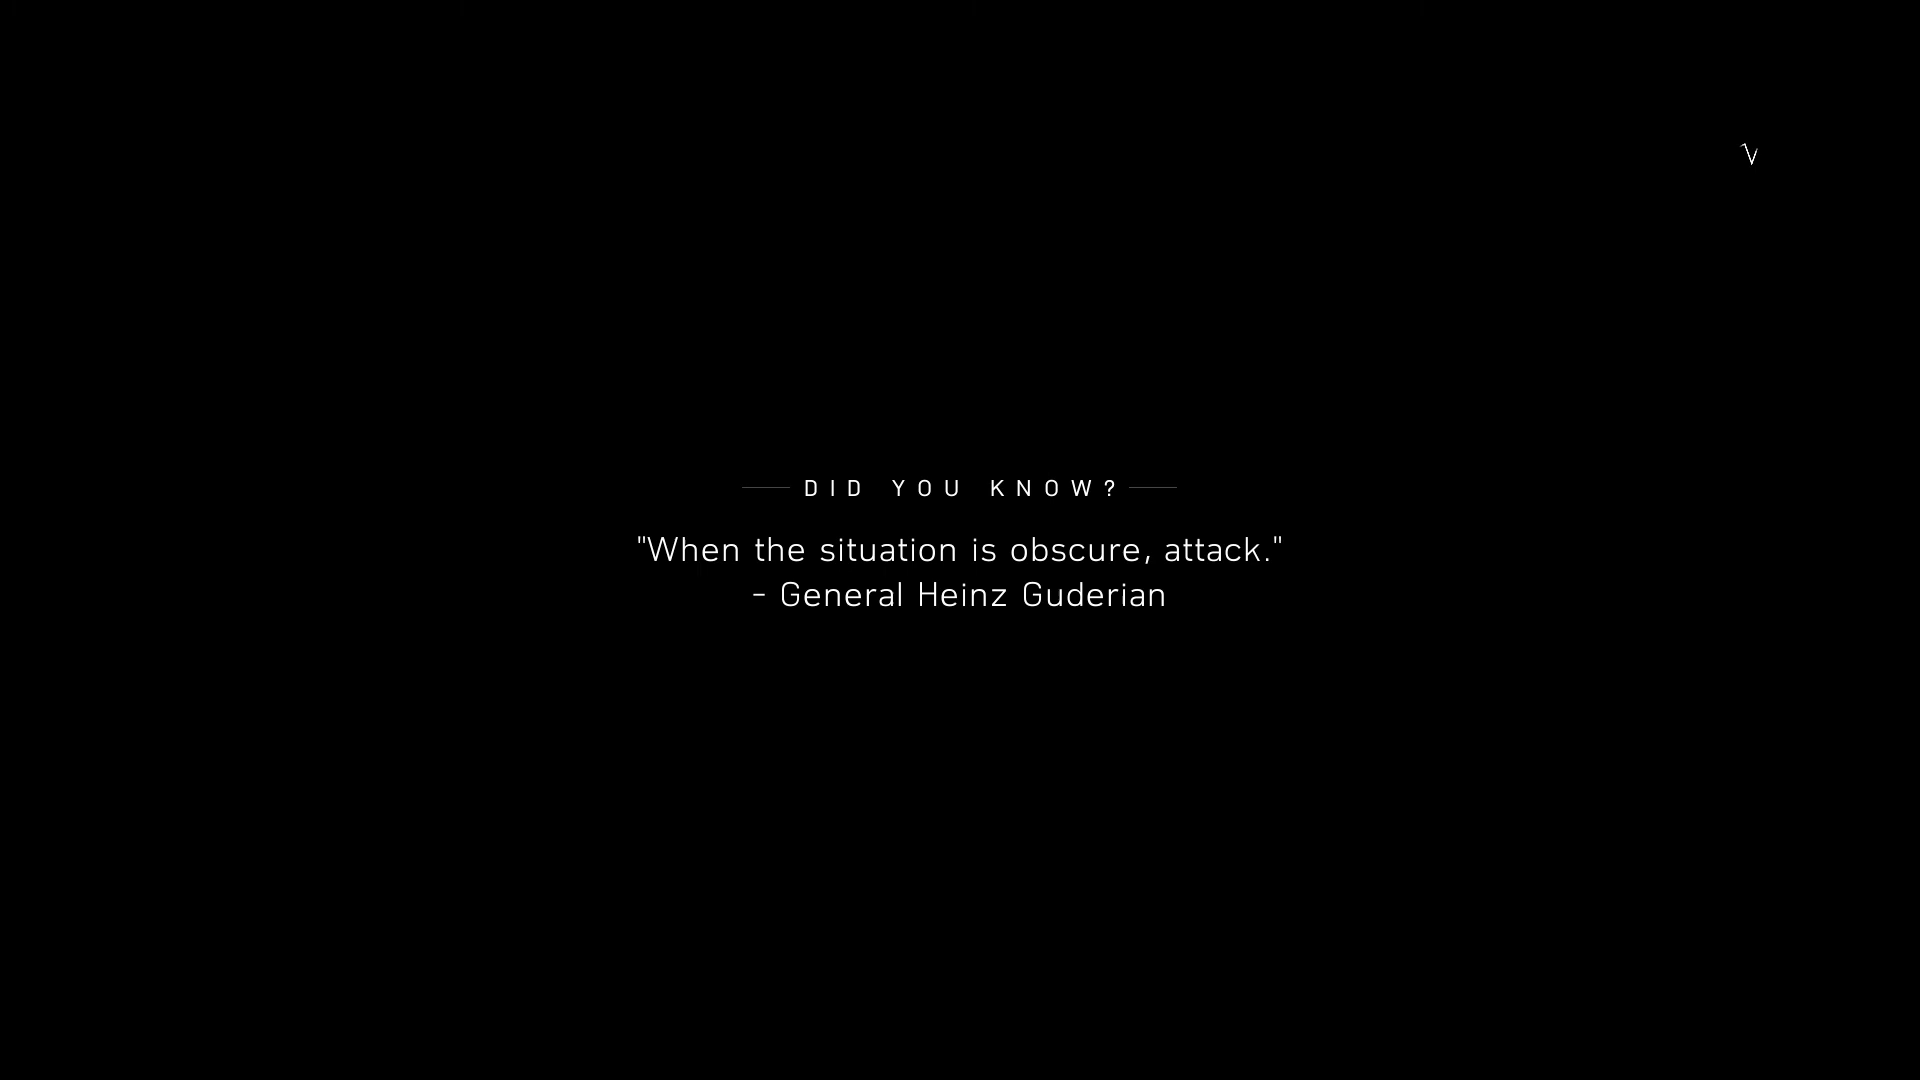 DID YOU KNOW?
"When the situation is obscure, attack."
- General Heinz Guderian